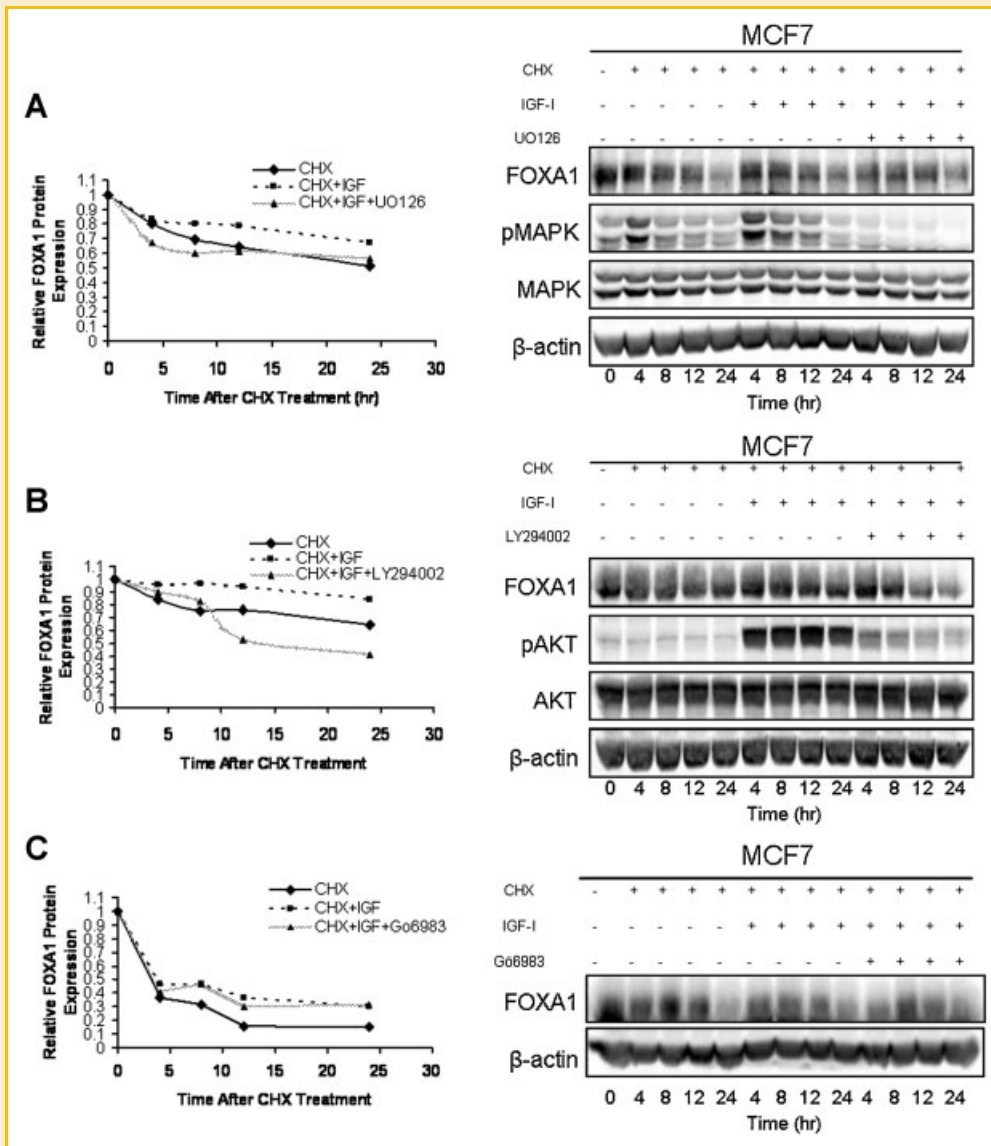 A
1.1
1
0.9
0.8
0.7
0.6
0.5
0.4
0.3
0.2
0.1
0
Relative FOXA1 Protein
Expression
CHX
CHX+IGF
CHX+IGF+UO126
0 5 10 15 20 25 30
Time After CHX Treatment (hr)
MCF7
CHX - + + + + + + + + + + + +
IGF-I - - - - - + + + + + + + +
UO126 - - - - - - - - - + + + +
FOXA1
pMAPK
MAPK
β-actin
0 4 8 12 24 4 8 12 24 4 8 12 24
Time (hr)
B
1.1
1
0.9
0.8
0.7
0.6
0.5
0.4
0.3
0.2
0.1
0
Relative FOXA1 Protein
Expression
CHX
CHX+IGF
CHX+IGF+LY294002
0 5 10 15 20 25 30
Time After CHX Treatment
MCF7
CHX - + + + + + + + + + + + +
IGF-I - - - - - + + + + + + + +
LY294002 - - - - - - - - - + + + +
FOXA1
pAKT
AKT
β-actin
0 4 8 12 24 4 8 12 24 4 8 12 24
Time (hr)
C
1.1
1
0.9
0.8
0.7
0.6
0.5
0.4
0.3
0.2
0.1
0
Relative FOXA1 Protein
Expression
CHX
CHX+IGF
CHX+IGF+Go6983
0 5 10 15 20 25 30
Time After CHX Treatment
MCF7
CHX - + + + + + + + + + + + +
IGF-I - - - - - + + + + + + + +
Gö6983 - - - - - - - - - + + + +
FOXA1
β-actin
0 4 8 12 24 4 8 12 24 4 8 12 24
Time (hr)